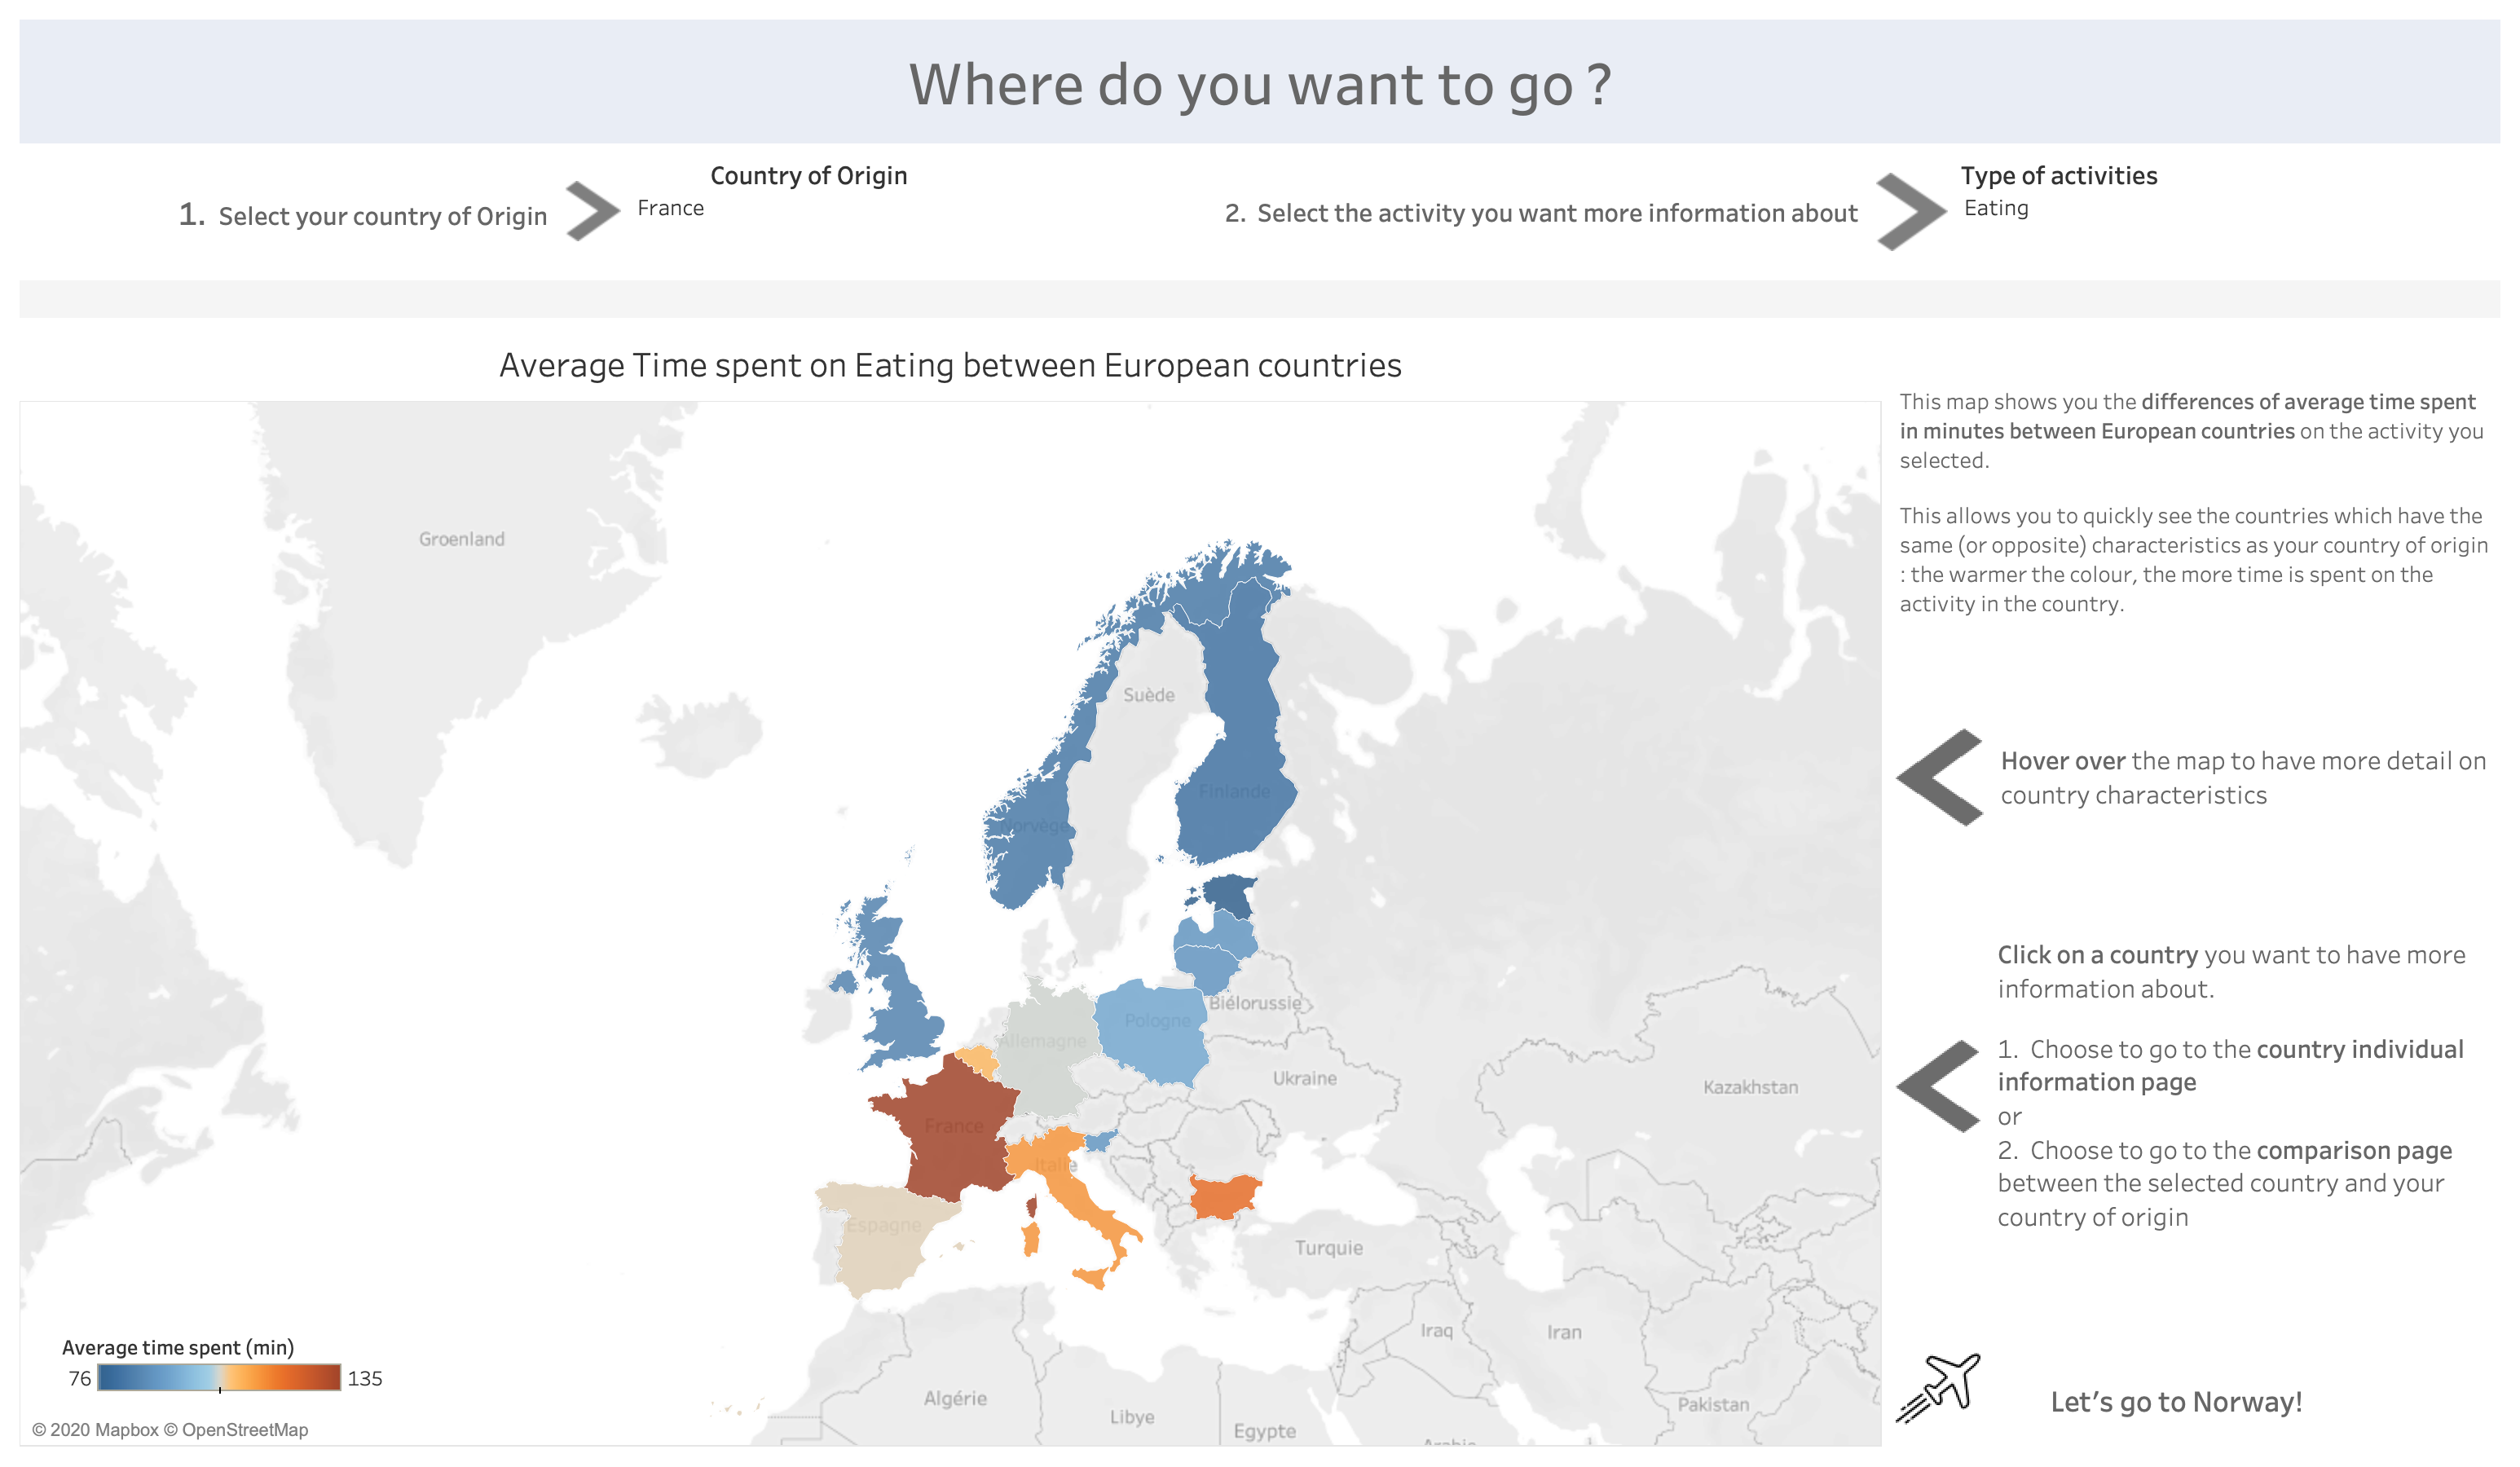 Where do you want to go ?
1. Select your country of Origin
Country of Origin
France
2. Select the activity you want more information about
Type of activities
Eating
Average Time spent on Eating between European countries
This map shows you the differences of average time spent
in minutes between European countries on the activity you
selected.
This allows you to quickly see the countries which have the
same (or opposite) characteristics as your country of origin
: the warmer the colour, the more time is spent on the
activity in the country.
Hover over the map to have more detail on
country characteristics
Click on a country you want to have more
information about.
1. Choose to go to the country individual
information page
or
2. Choose to go to the comparison page
between the selected country and your
country of origin
Let’s go to Norway!
Groenland
Suède
Finlande
Norvège
Biélorussie
Pologne
Allemagne
Ukraine
Kazakhstan
France
Italie
Espagne
Turquie
Iraq
Iran
Algérie
Libye
Egypte
Pakistan
Average time spent (min)
76 135
© 2020 Mapbox © OpenStreetMap